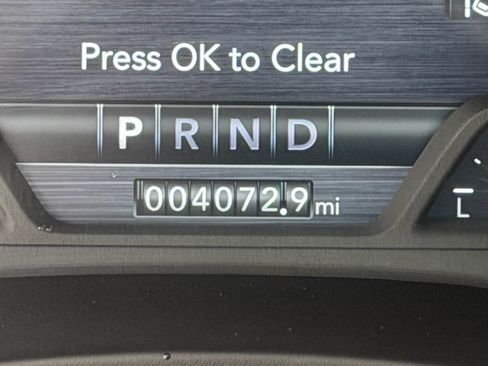 Press OK to Clear
P R N D
004072.9 mi
L